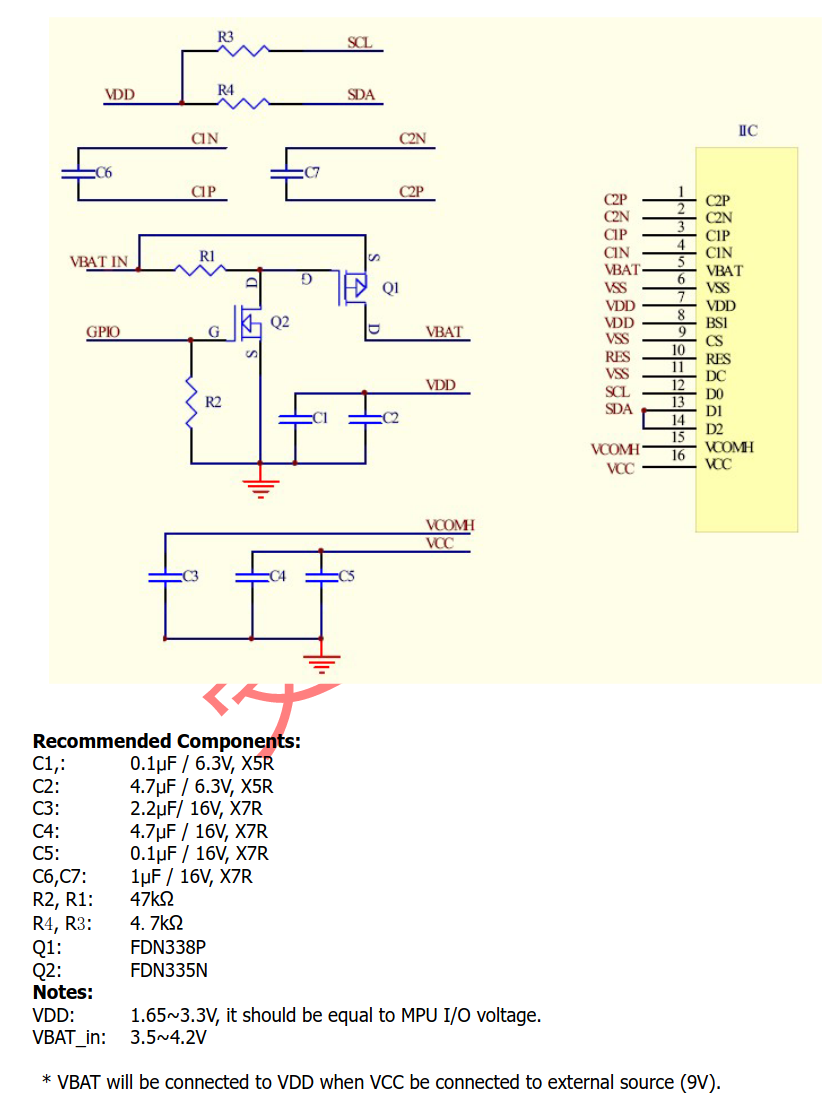 R3
SCL
VDD
R4
SDA
C1N
C2N
C6
C7
C1P
C2P
VBAT IN
R1
D
G
S
Q1
G
Q2
GPIO
S
D
VBAT
R2
VDD
C1
C2
VCOMH
VCC
C3
C4
C5
IIC
C2P 1 C2P
C2N 2 C2N
C1P 3 C1P
C1N 4 C1N
VBAT 5 VBAT
VSS 6 VSS
VDD 7 VDD
VDD 8 BS1
VSS 9 CS
RES 10 RES
VSS 11 DC
SCL 12 D0
SDA 13 D1
14 D2
VCOMH 15 VCOMH
VCC 16 VCC
Recommended Components:
C1,: 0.1μF / 6.3V, X5R
C2: 4.7μF / 6.3V, X5R
C3: 2.2μF/ 16V, X7R
C4: 4.7μF / 16V, X7R
C5: 0.1μF / 16V, X7R
C6,C7: 1μF / 16V, X7R
R2, R1: 47kΩ
R4, R3: 4. 7kΩ
Q1: FDN338P
Q2: FDN335N
Notes:
VDD: 1.65~3.3V, it should be equal to MPU I/O voltage.
VBAT_in: 3.5~4.2V
* VBAT will be connected to VDD when VCC be connected to external source (9V).